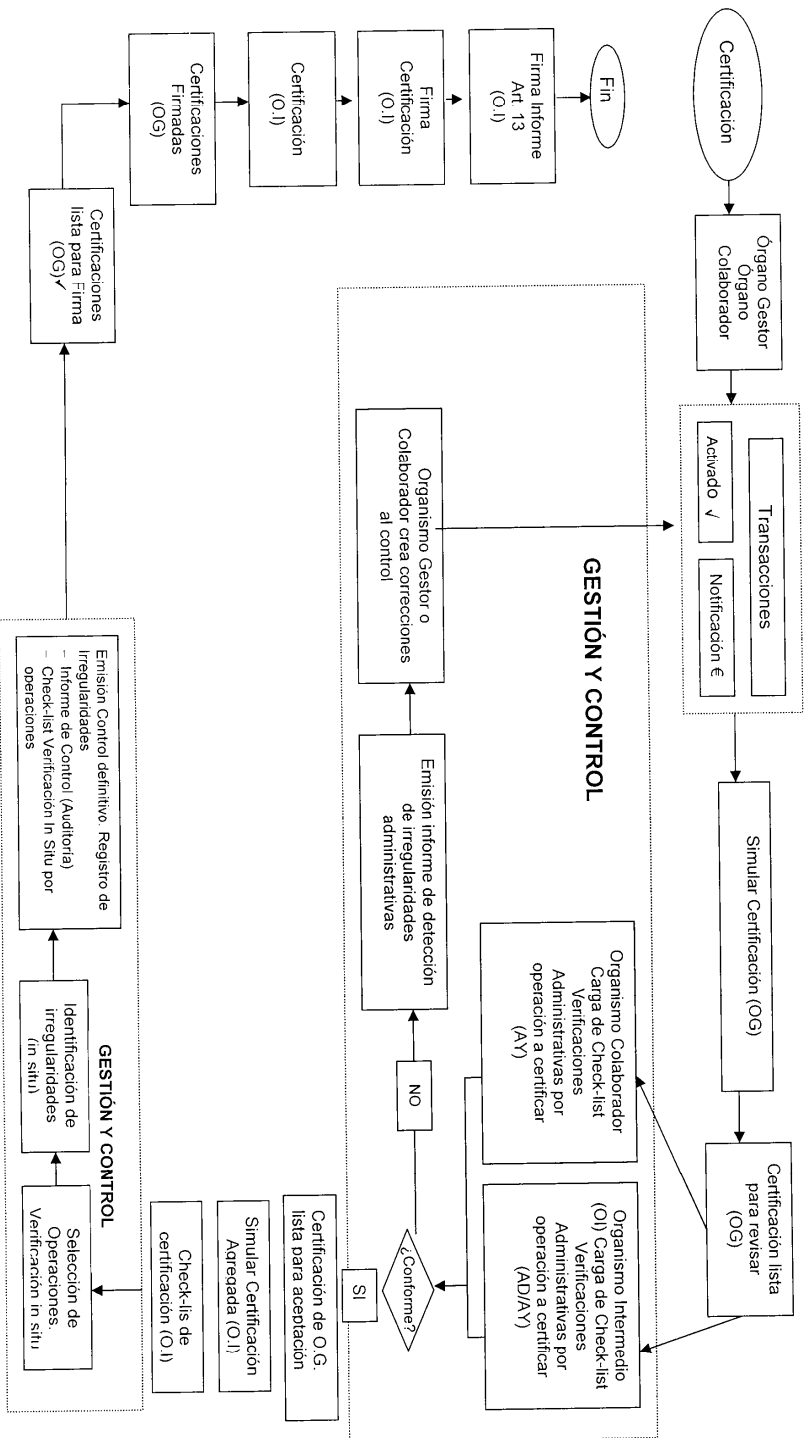 Certificación
Órgano Gestor
Órgano
Colaborador
Transacciones
Activado √
Notificación €
Simular Certificación (OG)
Certificación lista
para revisar
(OG)
GESTIÓN Y CONTROL
Organismo Colaborador
Carga de Check-list
Verificaciones
Administrativas por
operación a certificar
(AY)
Organismo Intermedio
(OI) Carga de Check-list
Verificaciones
Administrativas por
operación a certificar
(AD/AY)
¿Conforme?
NO
SI
Emisión informe de detección
de irregularidades
administrativas
Organismo Gestor o
Colaborador crea correcciones
al control
Certificación de O.G.
lista para aceptación
Simular Certificación
Agregada (O.I)
Check-lis de
certificación (O.I)
GESTIÓN Y CONTROL
Selección de
Operaciones.
Verificación in situ
Identificación de
irregularidades
(in situ)
Emisión Control definitivo. Registro de
Irregularidades
– Informe de Control (Auditoría)
– Check-list Verificación In Situ por
operaciones
Certificaciones
lista para Firma
(OG)✓
Certificaciones
Firmadas
(OG)
Certificación
(O.I)
Firma
Certificación
(O.I)
Firma Informe
Art. 13
(O.I)
Fin